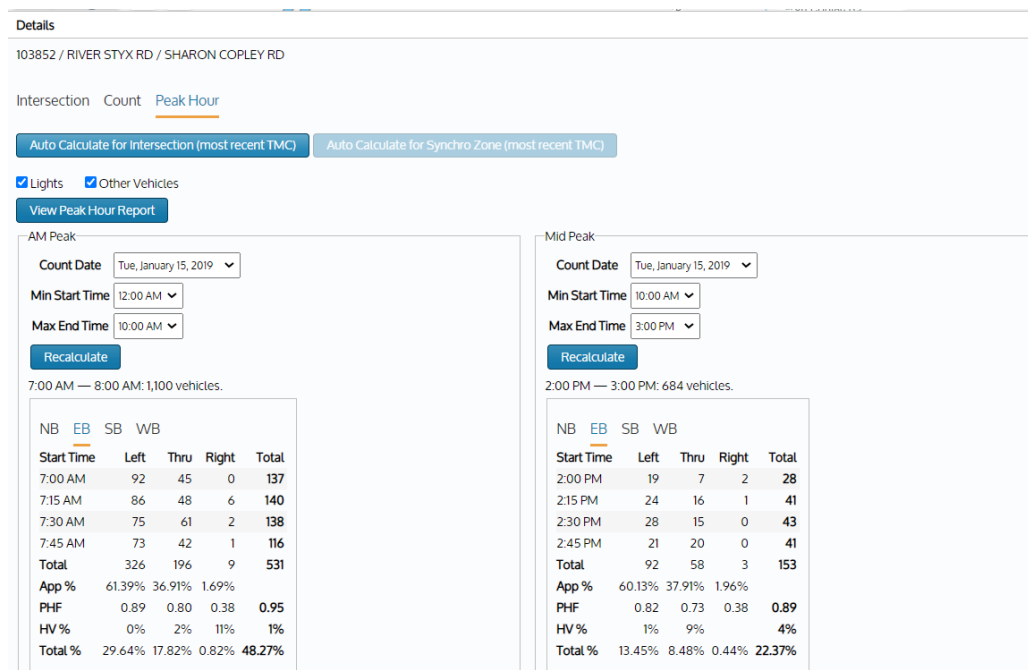 Details
103852 / RIVER STYX RD / SHARON COPLEY RD
Intersection Count Peak Hour
Auto Calculate for Intersection (most recent TMC) Auto Calculate for Synchro Zone (most recent TMC)
Lights Other Vehicles
View Peak Hour Report
AM Peak
Count Date Tue, January 15, 2019
Min Start Time 12:00 AM
Max End Time 10:00 AM
Recalculate
7:00 AM — 8:00 AM: 1,100 vehicles.
NB EB SB WB
Start Time Left Thru Right Total
7:00 AM 92 45 0 137
7:15 AM 86 48 6 140
7:30 AM 75 61 2 138
7:45 AM 73 42 1 116
Total 326 196 9 531
App % 61.39% 36.91% 1.69%
PHF 0.89 0.80 0.38 0.95
HV % 0% 2% 11% 1%
Total % 29.64% 17.82% 0.82% 48.27%
Mid Peak
Count Date Tue, January 15, 2019
Min Start Time 10:00 AM
Max End Time 3:00 PM
Recalculate
2:00 PM — 3:00 PM: 684 vehicles.
NB EB SB WB
Start Time Left Thru Right Total
2:00 PM 19 7 2 28
2:15 PM 24 16 1 41
2:30 PM 28 15 0 43
2:45 PM 21 20 0 41
Total 92 58 3 153
App % 60.13% 37.91% 1.96%
PHF 0.82 0.73 0.38 0.89
HV % 1% 9% 4%
Total % 13.45% 8.48% 0.44% 22.37%